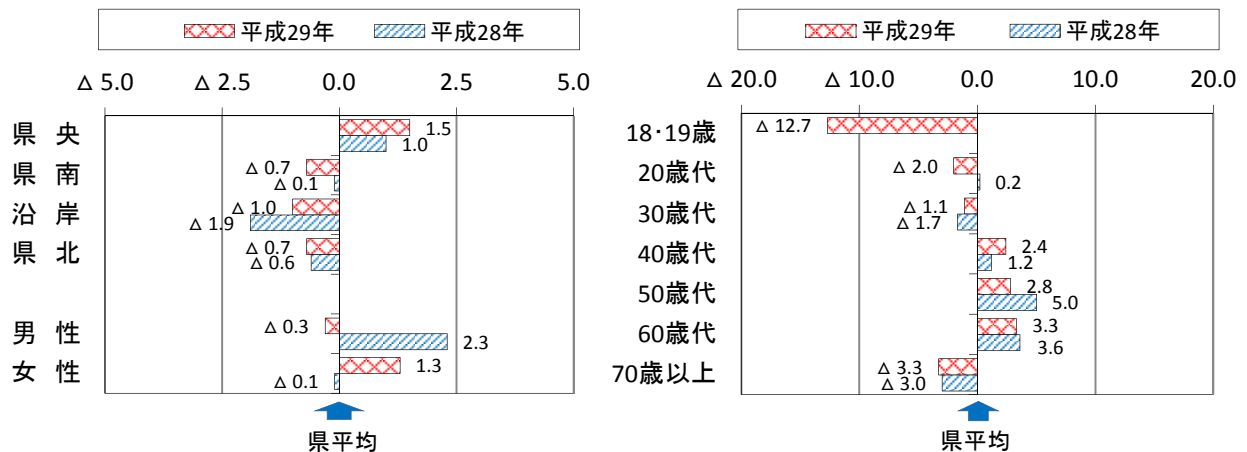 平成29年 平成28年
△ 5.0 △ 2.5 0.0 2.5 5.0
県 央 1.5
1.0
県 南 △ 0.7
△ 0.1
沿 岸 △ 1.0
△ 1.9
県 北 △ 0.7
△ 0.6
男 性 △ 0.3
2.3
女 性 1.3
△ 0.1
県平均
平成29年 平成28年
△ 20.0 △ 10.0 0.0 10.0 20.0
18･19歳 △ 12.7
20歳代 △ 2.0
0.2
30歳代 △ 1.1
△ 1.7
40歳代 2.4
1.2
50歳代 2.8
5.0
60歳代 3.3
3.6
70歳以上 △ 3.3
△ 3.0
県平均